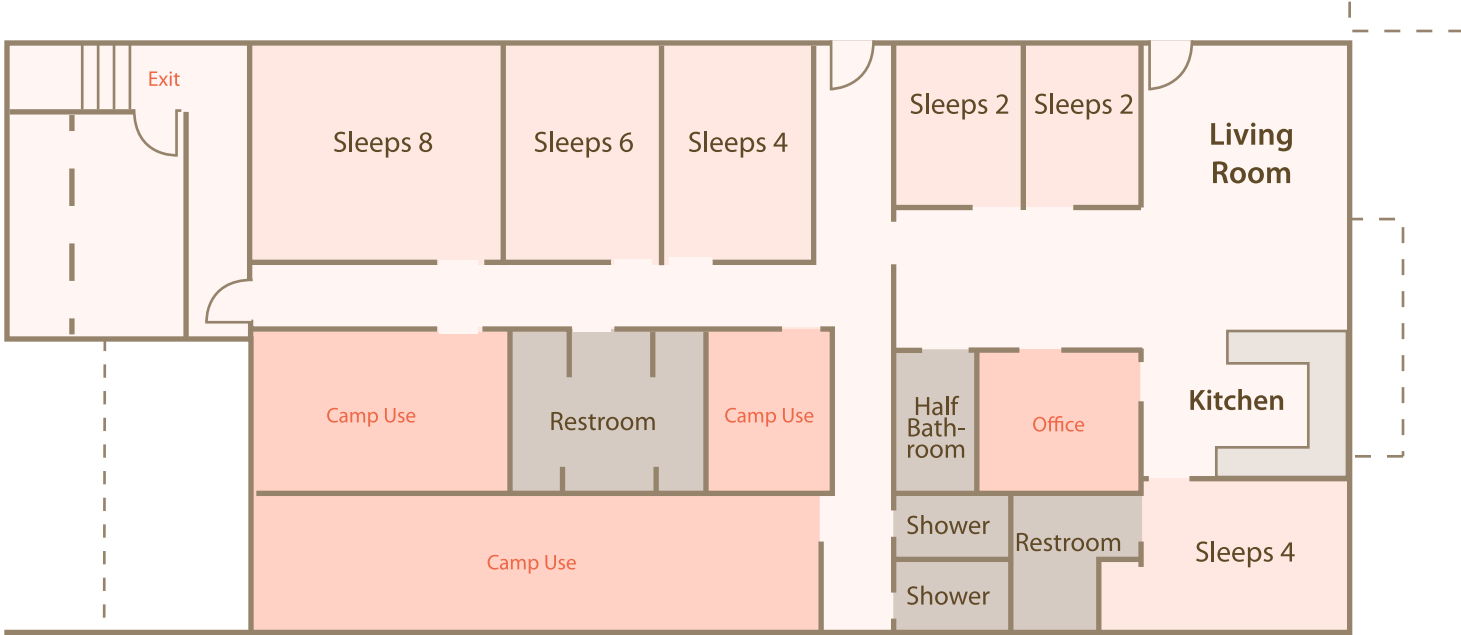 Exit
Sleeps 8
Sleeps 6
Sleeps 4
Sleeps 2
Sleeps 2
Living
Room
Camp Use
Restroom
Camp Use
Half
Bath-
room
Office
Kitchen
Camp Use
Shower
Restroom
Shower
Sleeps 4